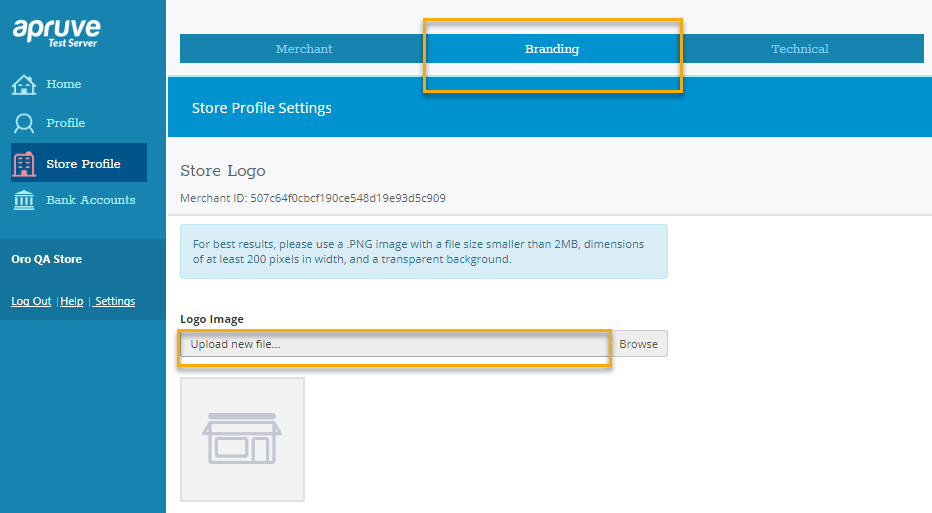 apruve
Test Server
Home
Profile
Store Profile
Bank Accounts
Oro QA Store
Log Out | Help | Settings
Merchant
Branding
Technical
Store Profile Settings
Store Logo
Merchant ID: 507c64f0cbcf190ce548d19e93d5c909
For best results, please use a .PNG image with a file size smaller than 2MB, dimensions
of at least 200 pixels in width, and a transparent background.
Logo Image
Upload new file...
Browse